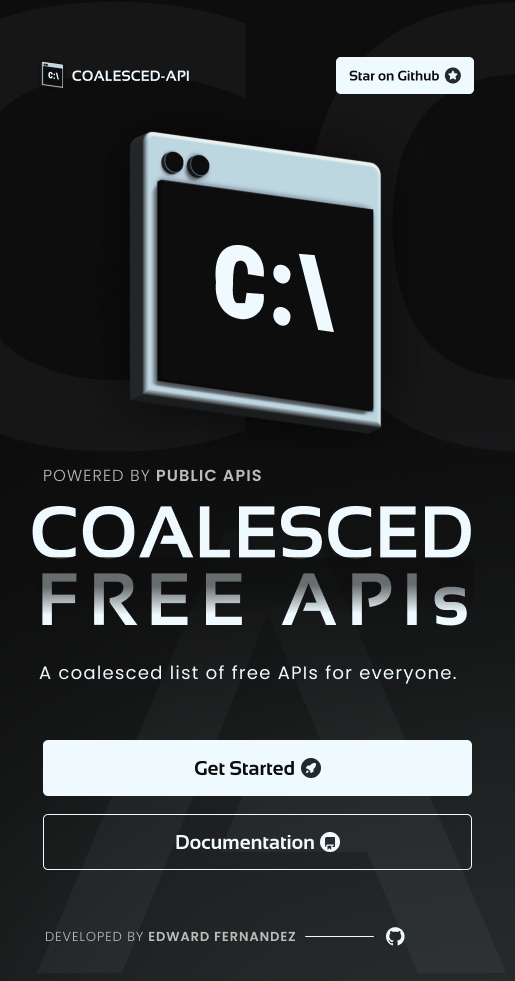 C:\ COALESCED-API
Star on Github
C:\
POWERED BY PUBLIC APIS
COALESCED
FREE APIs
A coalesced list of free APIs for everyone.
Get Started
Documentation
DEVELOPED BY EDWARD FERNANDEZ